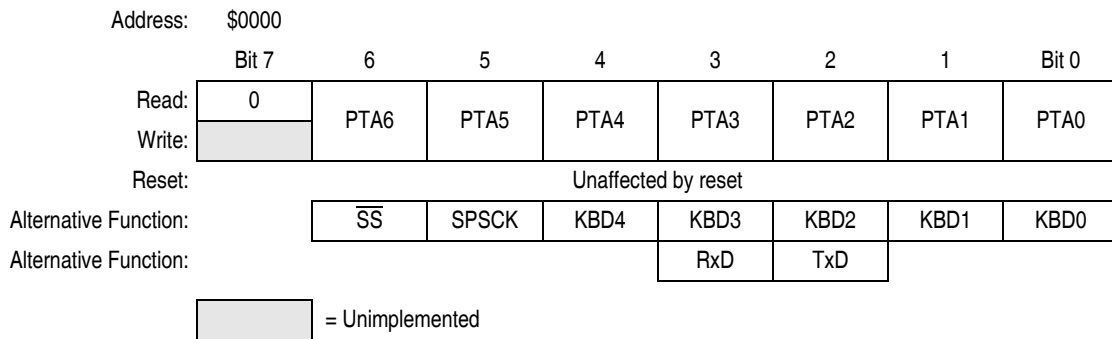 Address: $0000
Bit 7 6 5 4 3 2 1 Bit 0
Read: 0 PTA6 PTA5 PTA4 PTA3 PTA2 PTA1 PTA0
Write:
Reset: Unaffected by reset
Alternative Function: S̅S̅ SPSCK KBD4 KBD3 KBD2 KBD1 KBD0
Alternative Function: RxD TxD
= Unimplemented